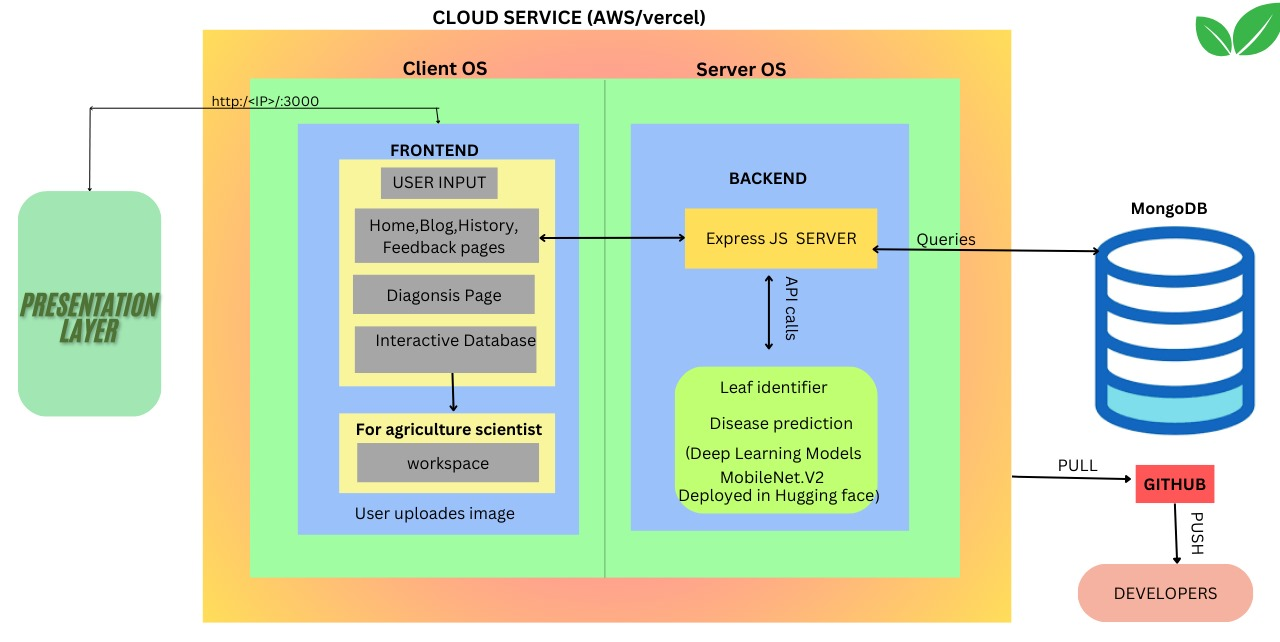 CLOUD SERVICE (AWS/vercel)
Client OS
Server OS
http:/<IP>/:3000
FRONTEND
USER INPUT
Home,Blog,History,
Feedback pages
Diagonsis Page
Interactive Database
For agriculture scientist
workspace
User uploades image
BACKEND
Express JS SERVER
API calls
Leaf identifier
Disease prediction
(Deep Learning Models
MobileNet.V2
Deployed in Hugging face)
PRESENTATION
LAYER
Queries
MongoDB
PULL
GITHUB
PUSH
DEVELOPERS